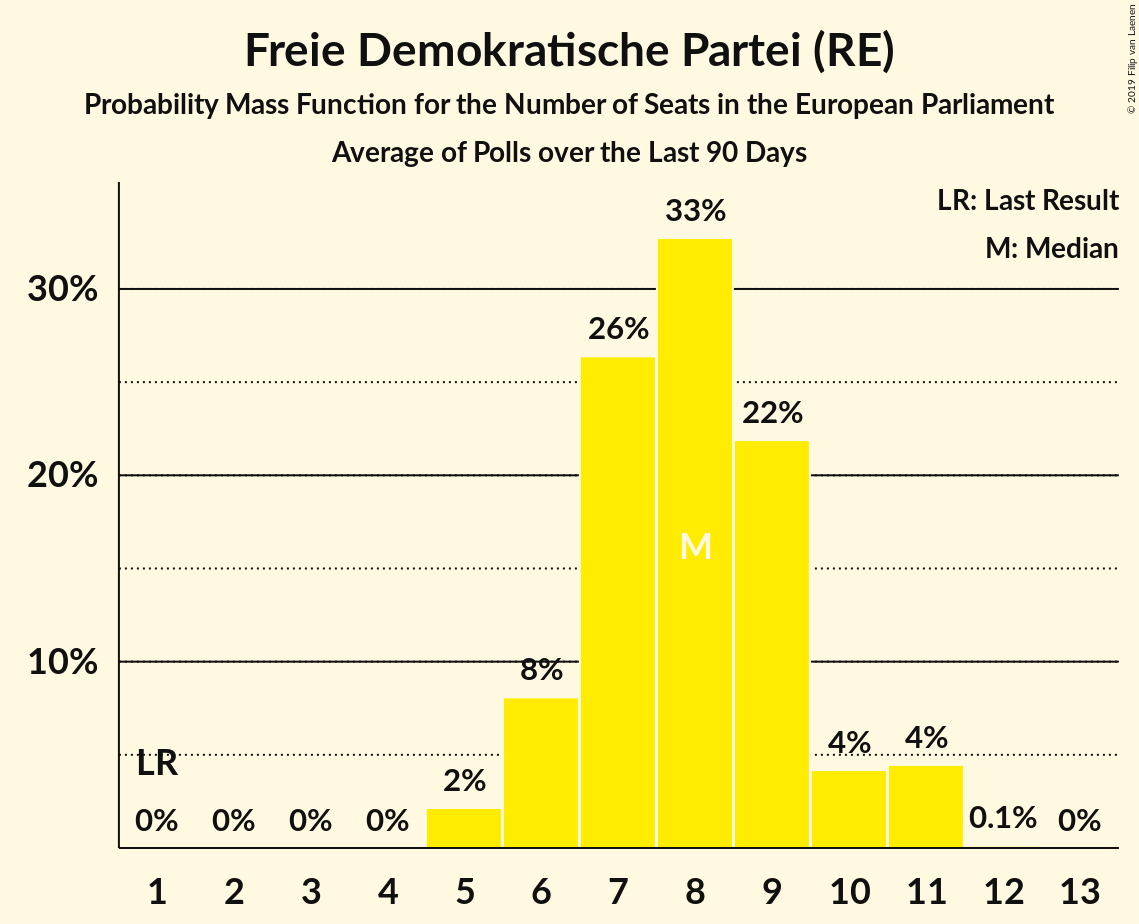 Freie Demokratische Partei (RE)
Probability Mass Function for the Number of Seats in the European Parliament
Average of Polls over the Last 90 Days
© 2019 Filip van Laenen
LR: Last Result
M: Median
33%
30%
26%
22%
20%
M
10%
8%
LR
2%
4%
4%
0%
0%
0%
0%
0.1%
0%
1 2 3 4 5 6 7 8 9 10 11 12 13